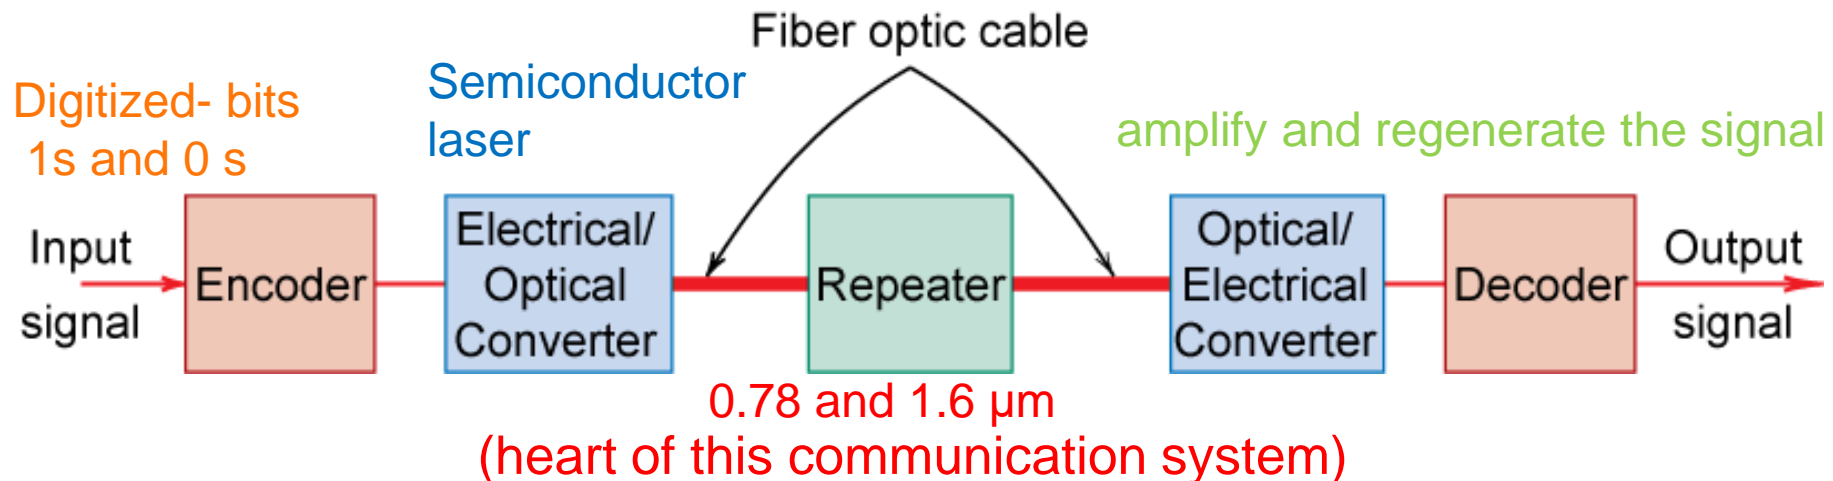 Fiber optic cable
Digitized- bits
1s and 0 s
Semiconductor
laser
amplify and regenerate the signal
Input
signal
Encoder
Electrical/
Optical
Converter
Repeater
Optical/
Electrical
Converter
Decoder
Output
signal
0.78 and 1.6 μm
(heart of this communication system)